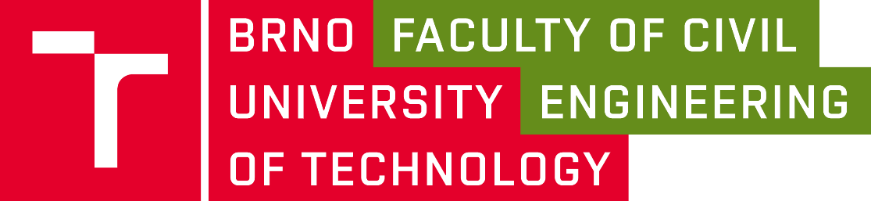 BRNO FACULTY OF CIVIL
UNIVERSITY ENGINEERING
OF TECHNOLOGY